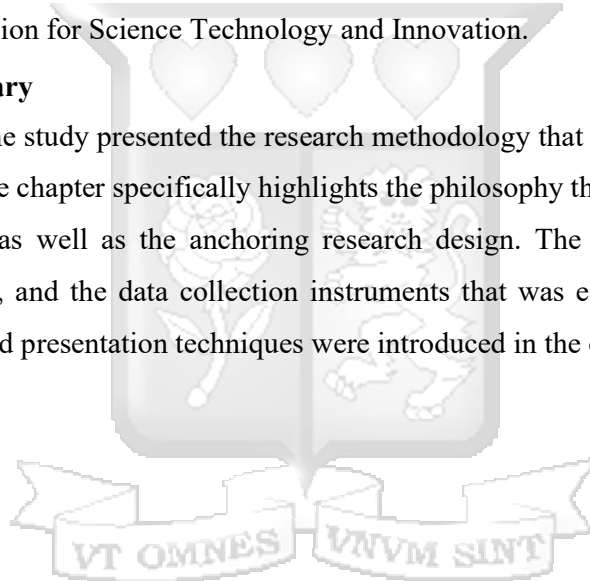 ion for Science Technology and Innovation.
ary
he study presented the research methodology that
e chapter specifically highlights the philosophy th
as well as the anchoring research design. The
, and the data collection instruments that was e
d presentation techniques were introduced in the
VT OMNES VNVM SINT